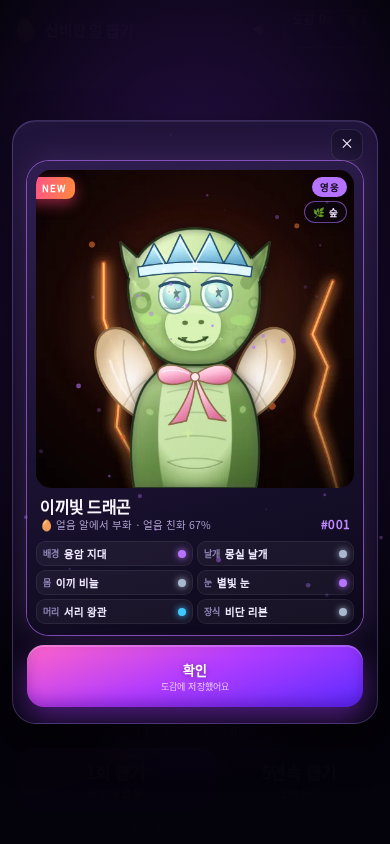 NEW
영웅
🌿 숲
이끼빛 드래곤
🥚 얼음 알에서 부화 · 얼음 친화 67%
#001
배경 용암 지대
날개 몽실 날개
몸 이끼 비늘
눈 별빛 눈
머리 서리 왕관
장식 비단 리본
확인
도감에 저장했어요